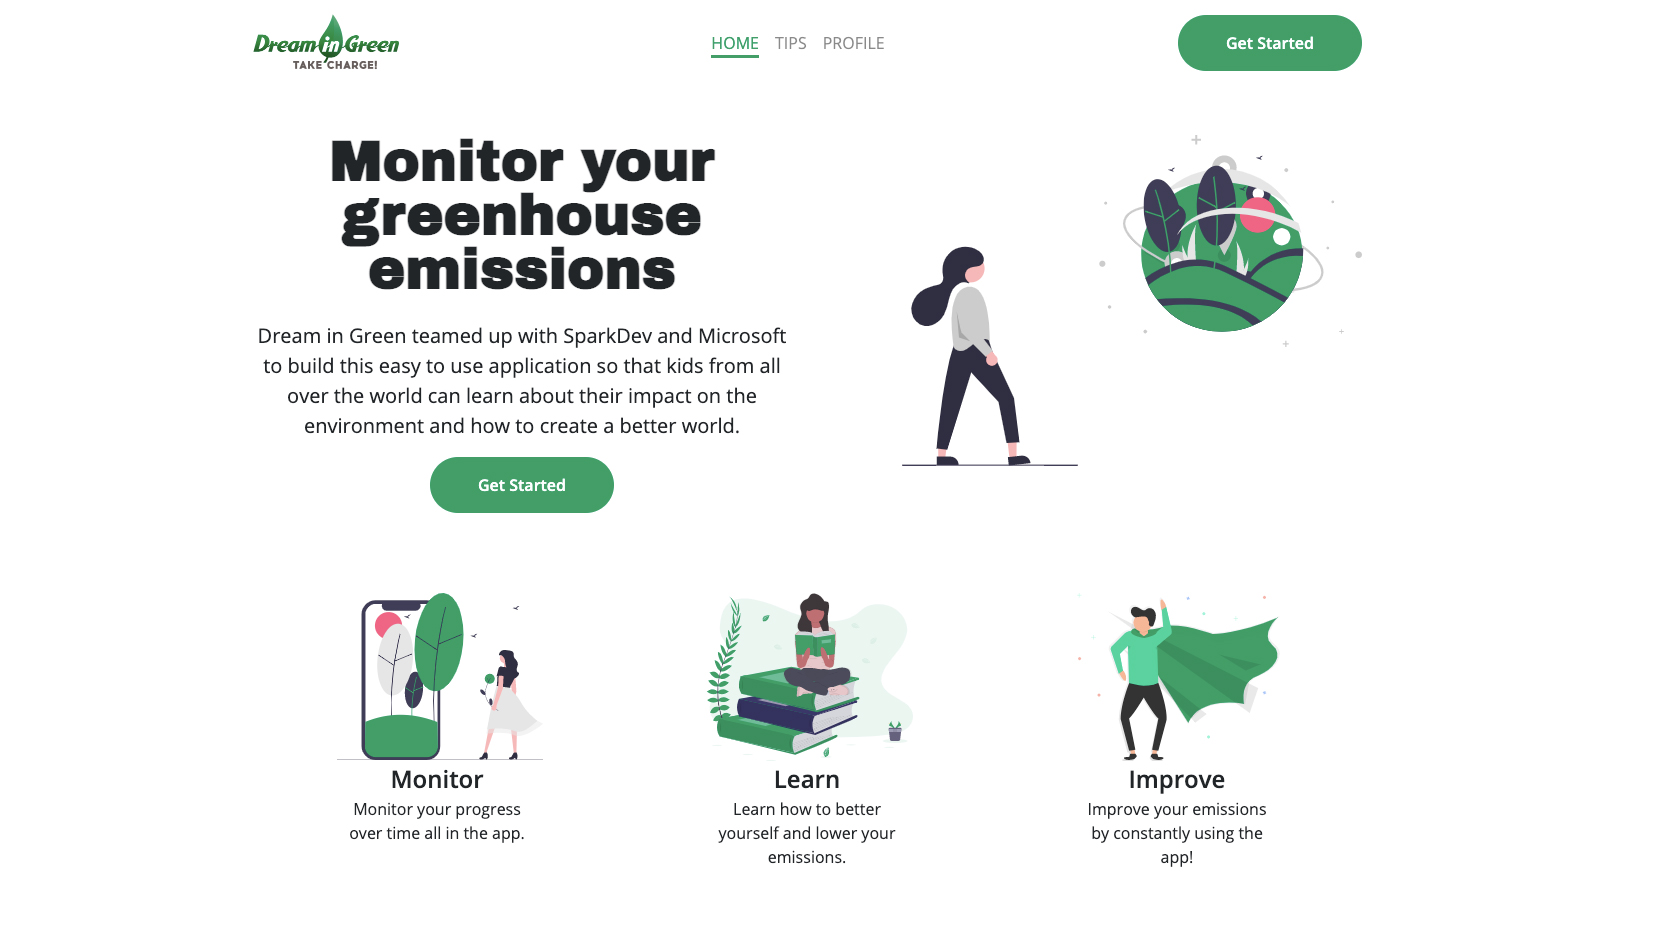 Dream in Green
TAKE CHARGE!
HOME TIPS PROFILE
Get Started
Monitor your
greenhouse
emissions
Dream in Green teamed up with SparkDev and Microsoft
to build this easy to use application so that kids from all
over the world can learn about their impact on the
environment and how to create a better world.
Get Started
Monitor
Monitor your progress
over time all in the app.
Learn
Learn how to better
yourself and lower your
emissions.
Improve
Improve your emissions
by constantly using the
app!